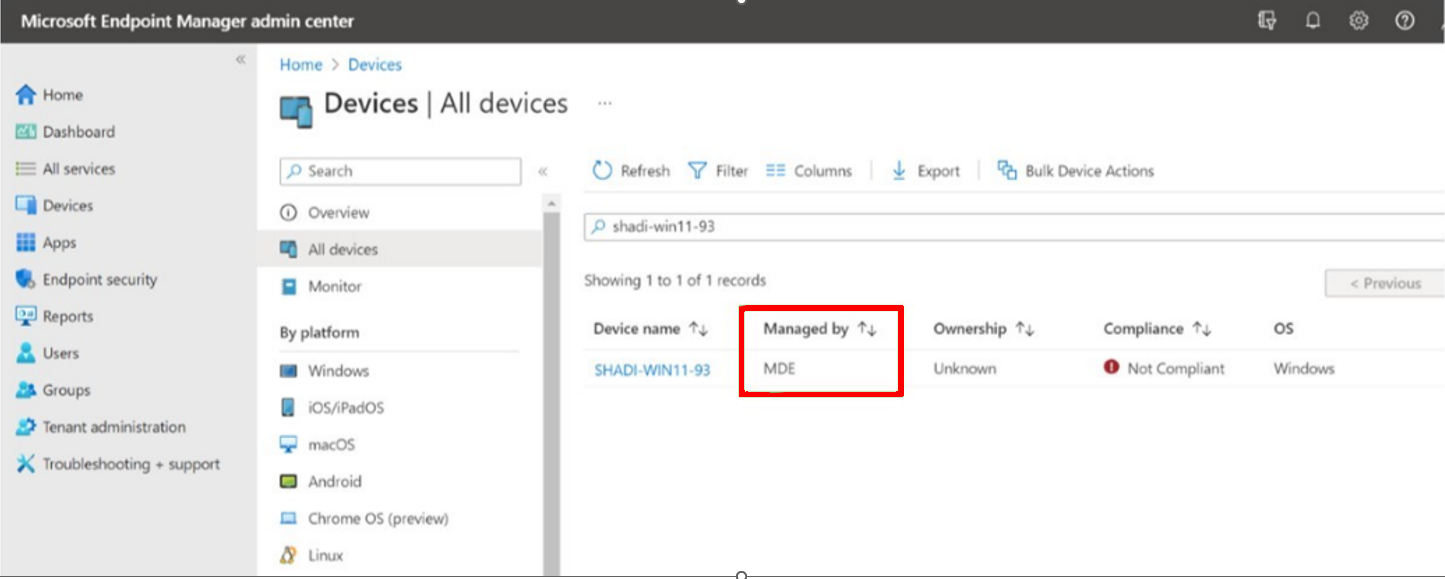 Microsoft Endpoint Manager admin center
Home > Devices
Devices | All devices ...
Home
Dashboard
All services
Devices
Apps
Endpoint security
Reports
Users
Groups
Tenant administration
Troubleshooting + support
Search
Overview
All devices
Monitor
By platform
Windows
iOS/iPadOS
macOS
Android
Chrome OS (preview)
Linux
Refresh Filter Columns Export Bulk Device Actions
shadi-win11-93
Showing 1 to 1 of 1 records
< Previous
Device name Managed by Ownership Compliance OS
SHADI-WIN11-93 MDE Unknown Not Compliant Windows